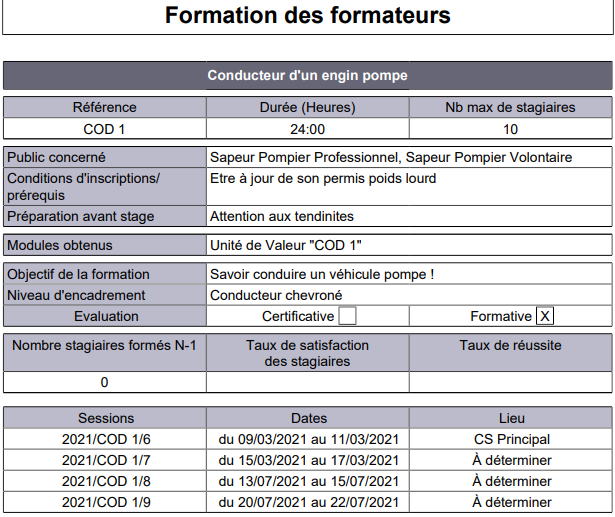 Formation des formateurs
Conducteur d'un engin pompe
Référence Durée (Heures) Nb max de stagiaires
COD 1 24:00 10
Public concerné Sapeur Pompier Professionnel, Sapeur Pompier Volontaire
Conditions d'inscriptions/ Etre à jour de son permis poids lourd
prérequis
Préparation avant stage Attention aux tendinites
Modules obtenus Unité de Valeur "COD 1"
Objectif de la formation Savoir conduire un véhicule pompe !
Niveau d'encadrement Conducteur chevroné
Evaluation Certificative Formative X
Nombre stagiaires formés N-1 Taux de satisfaction Taux de réussite
des stagiaires
0
Sessions Dates Lieu
2021/COD 1/6 du 09/03/2021 au 11/03/2021 CS Principal
2021/COD 1/7 du 15/03/2021 au 17/03/2021 À déterminer
2021/COD 1/8 du 13/07/2021 au 15/07/2021 À déterminer
2021/COD 1/9 du 20/07/2021 au 22/07/2021 À déterminer